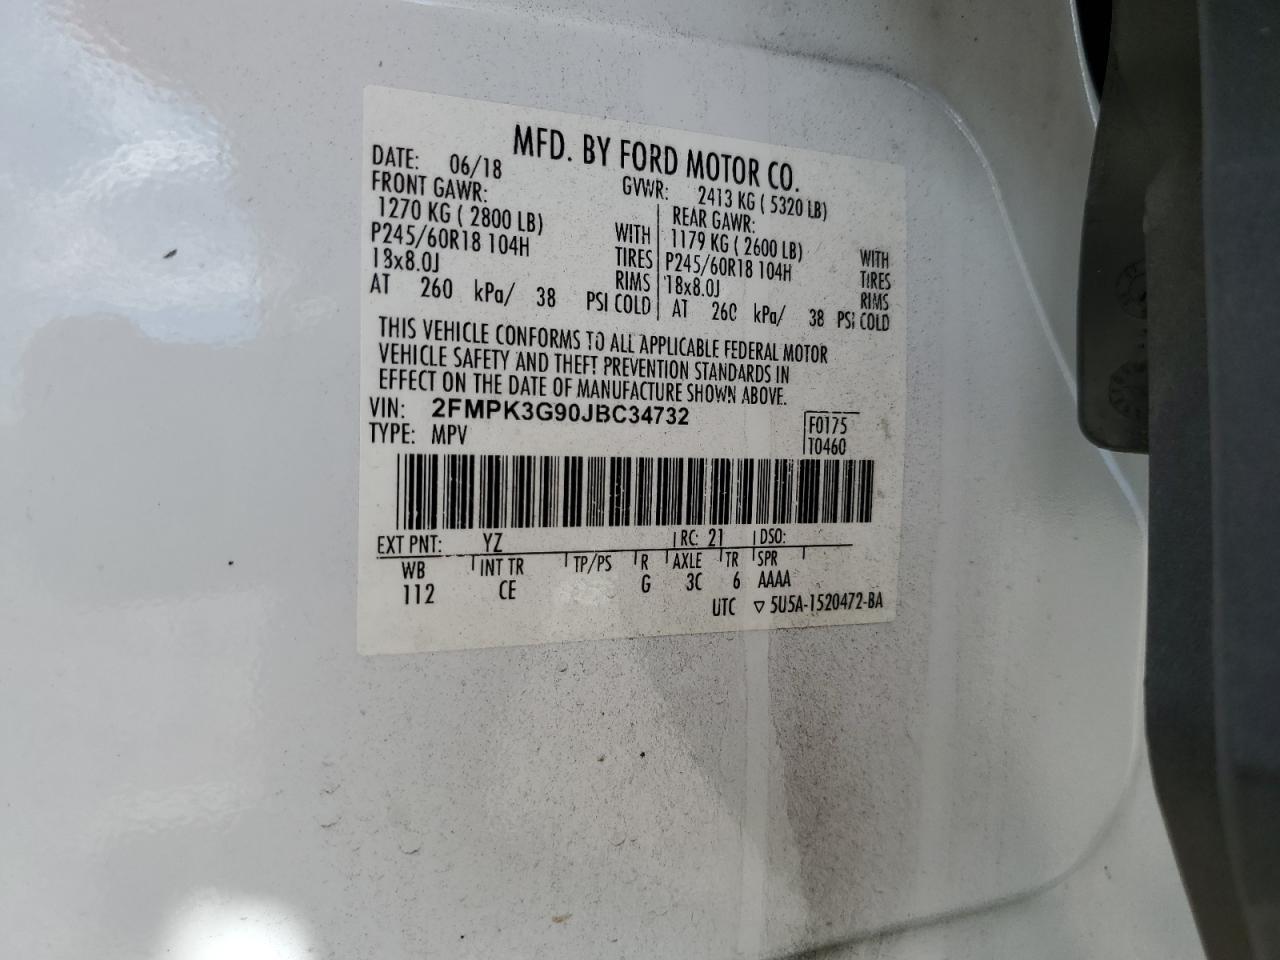 MFD. BY FORD MOTOR CO.
DATE: 06/18 GVWR: 2413 KG ( 5320 LB)
FRONT GAWR: REAR GAWR:
1270 KG ( 2800 LB) WITH 1179 KG ( 2600 LB) WITH
P245/60R18 104H TIRES P245/60R18 104H TIRES
18x8.0J RIMS 18x8.0J RIMS
AT 260 kPa/ 38 PSI COLD AT 260 kPa/ 38 PSI COLD
THIS VEHICLE CONFORMS TO ALL APPLICABLE FEDERAL MOTOR
VEHICLE SAFETY AND THEFT PREVENTION STANDARDS IN
EFFECT ON THE DATE OF MANUFACTURE SHOWN ABOVE.
VIN: 2FMPK3G90JBC34732 F0175
TYPE: MPV T0460
EXT PNT: YZ RC: 21 DSO:
WB INT TR TP/PS R AXLE TR SPR
112 CE G 3C 6 AAAA
UTC ▽ 5U5A-1520472-BA